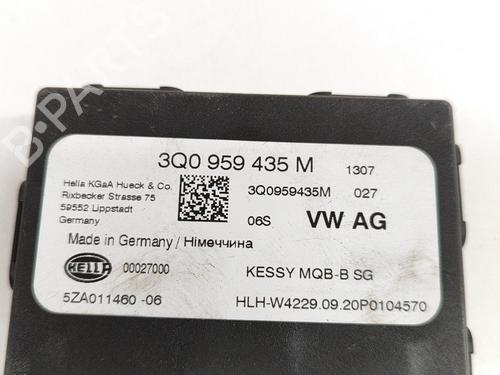 B-PARTS
3Q0 959 435 M 1307
Hella KGaA Hueck & Co.
Rixbecker Strasse 75
59552 Lippstadt
Germany
3Q0959435M 027
06S VW AG
Made in Germany / Німеччина
HELLA 00027000 KESSY MQB-B SG
5ZA011460 -06 HLH-W4229.09.20P0104570